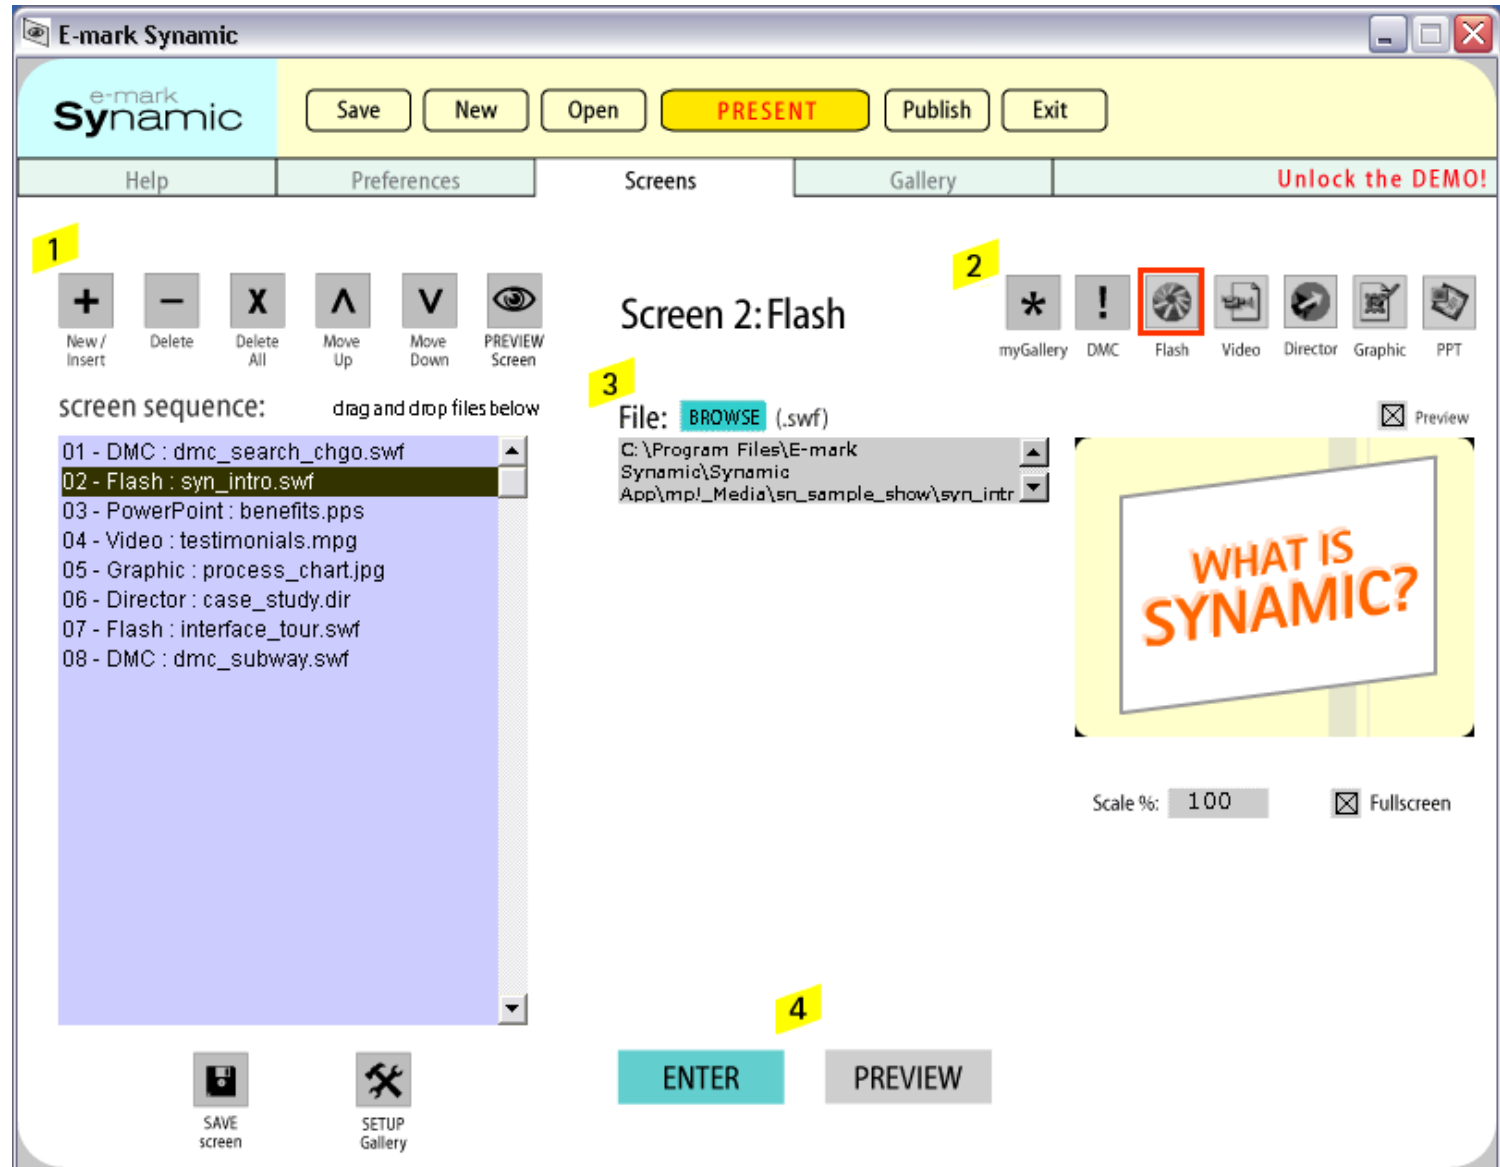 E-mark Synamic
e-mark
Synamic
Save New Open PRESENT Publish Exit
Help Preferences Screens Gallery Unlock the DEMO!
1
+ − X Λ V
New / Insert
Delete
Delete All
Move Up
Move Down
PREVIEW Screen
screen sequence: drag and drop files below
01 - DMC : dmc_search_chgo.swf
02 - Flash : syn_intro.swf
03 - PowerPoint : benefits.pps
04 - Video : testimonials.mpg
05 - Graphic : process_chart.jpg
06 - Director : case_study.dir
07 - Flash : interface_tour.swf
08 - DMC : dmc_subway.swf
SAVE screen
SETUP Gallery
Screen 2: Flash
2
* !
myGallery DMC Flash Video Director Graphic PPT
3
File: BROWSE (.swf)
C:\Program Files\E-mark
Synamic\Synamic
App\mp!_Media\sn_sample_show\syn_intr
Preview
WHAT IS
SYNAMIC?
Scale %: 100 Fullscreen
4
ENTER PREVIEW